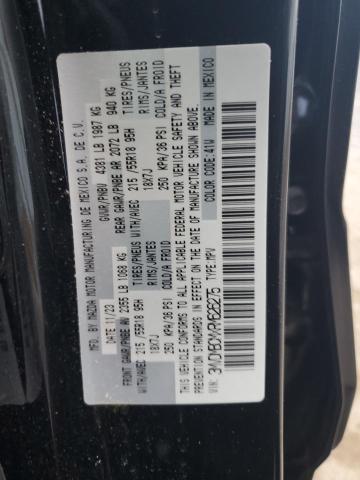 MFD. BY MAZDA MOTOR MANUFACTURING DE MEXICO S.A. DE C.V.
11/23 GVWR/PNBV 4381 LB 1987 KG
FRONT GAWR/PNBE AV 2355 LB 1068 KG REAR GAWR/PNBE AR 2072 LB 940 KG
WITH/AVEC 215 /55R18 95H TIRES/PNEUS WITH/AVEC 215 /55R18 95H TIRES/PNEUS
18X7J RIMS/JANTES 18X7J RIMS/JANTES
250 KPA/36 PSI COLD/A FROID 250 KPA/36 PSI COLD/A FROID
THIS VEHICLE CONFORMS TO ALL APPLICABLE FEDERAL MOTOR VEHICLE SAFETY AND THEFT
PREVENTION STANDARDS IN EFFECT ON THE DATE OF MANUFACTURE SHOWN ABOVE.
TYPE: MPV COLOR CODE: MADE IN MEXICO
VIN: